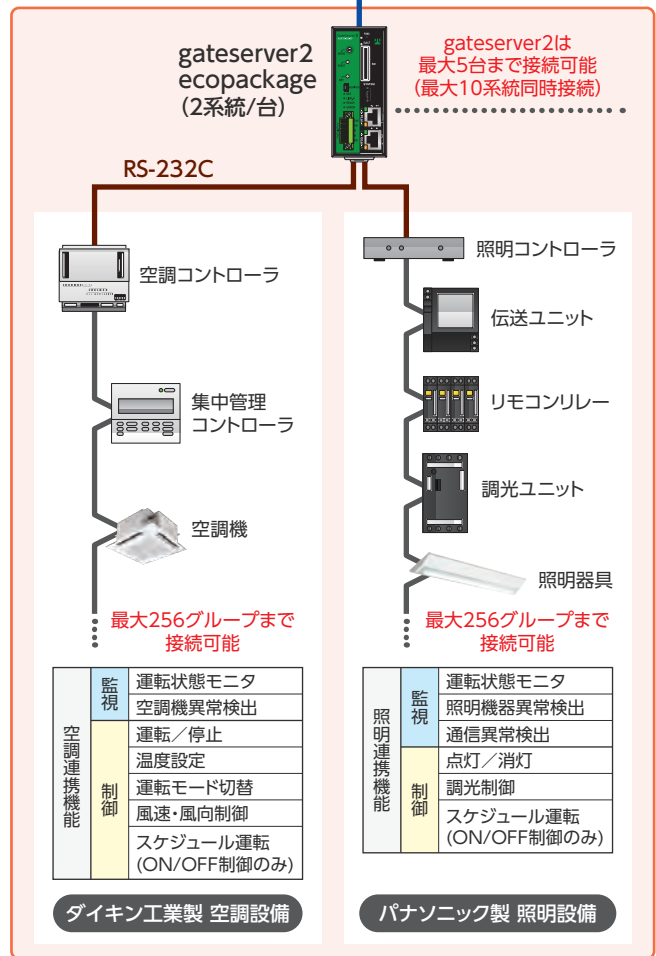 gateserver2
ecopackage
(2系統/台)
gateserver2は
最大5台まで接続可能
(最大10系統同時接続)
RS-232C
空調コントローラ
集中管理
コントローラ
空調機
最大256グループまで
接続可能
照明コントローラ
伝送ユニット
リモコンリレー
調光ユニット
照明器具
最大256グループまで
接続可能
空調連携機能
監視
運転状態モニタ
空調機異常検出
制御
運転／停止
温度設定
運転モード切替
風速・風向制御
スケジュール運転
(ON/OFF制御のみ)
ダイキン工業製 空調設備
照明連携機能
監視
運転状態モニタ
照明機器異常検出
通信異常検出
制御
点灯／消灯
調光制御
スケジュール運転
(ON/OFF制御のみ)
パナソニック製 照明設備